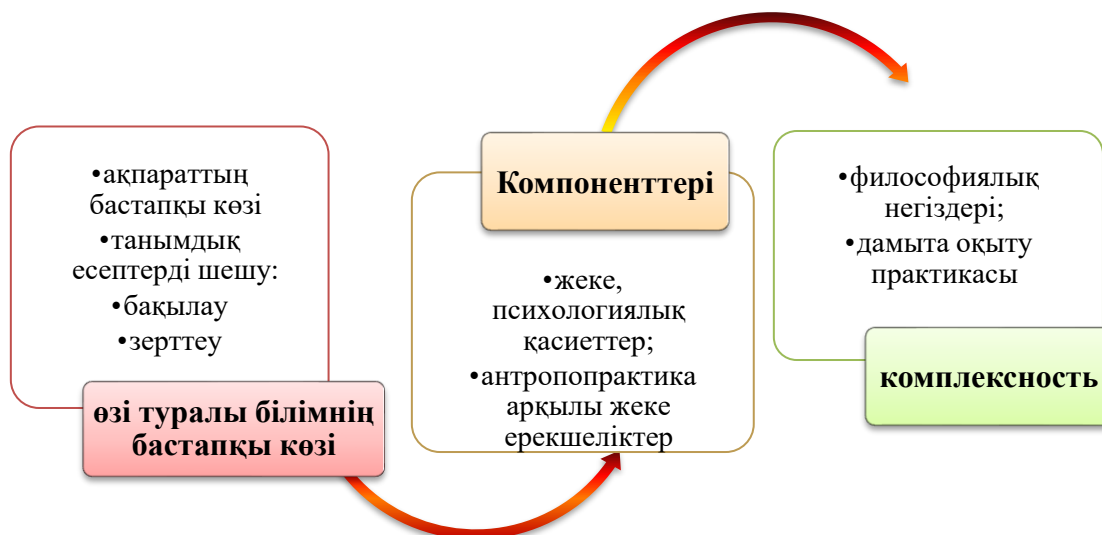 •ақпараттың
бастапқы көзі
•танымдық
есептерді шешу:
•бақылау
•зерттеу
өзі туралы білімнің
бастапқы көзі
Компоненттері
•жеке,
психологиялық
қасиеттер;
•антропопрактика
арқылы жеке
ерекшеліктер
•философиялық
негіздері;
•дамыта оқыту
практикасы
комплексность